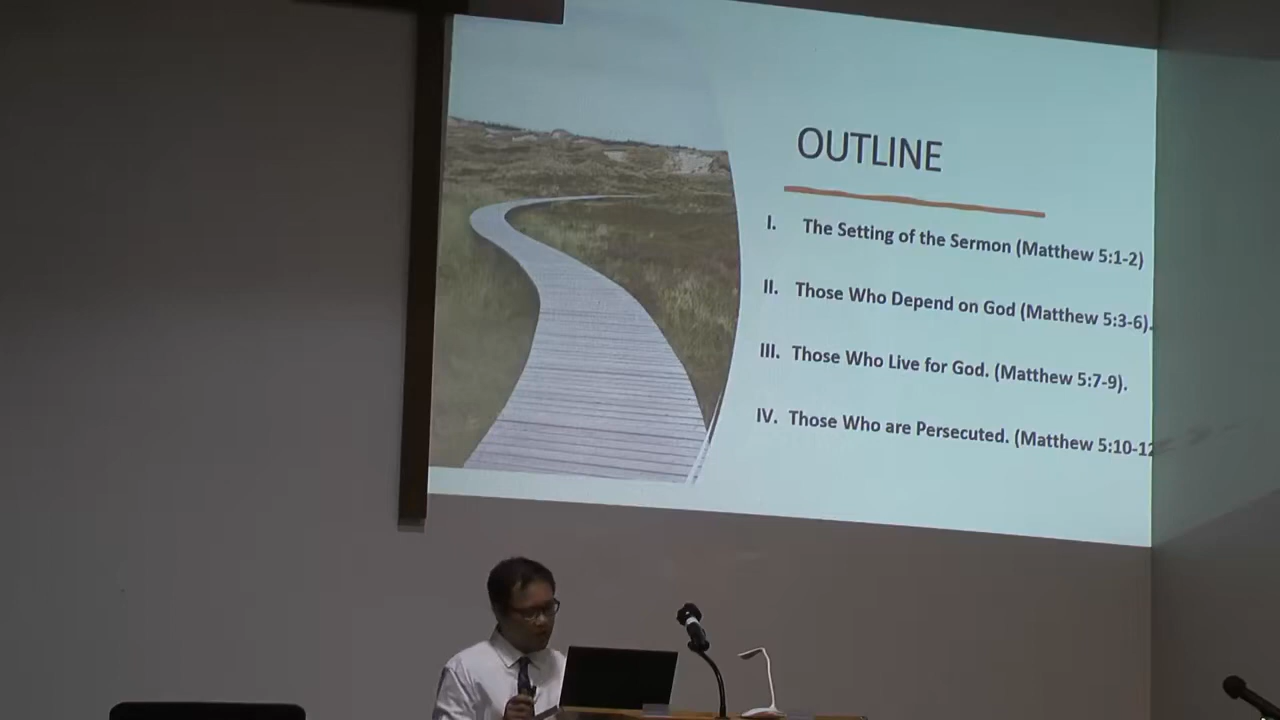 OUTLINE
I. The Setting of the Sermon (Matthew 5:1-2)
II. Those Who Depend on God (Matthew 5:3-6).
III. Those Who Live for God. (Matthew 5:7-9).
IV. Those Who are Persecuted. (Matthew 5:10-12